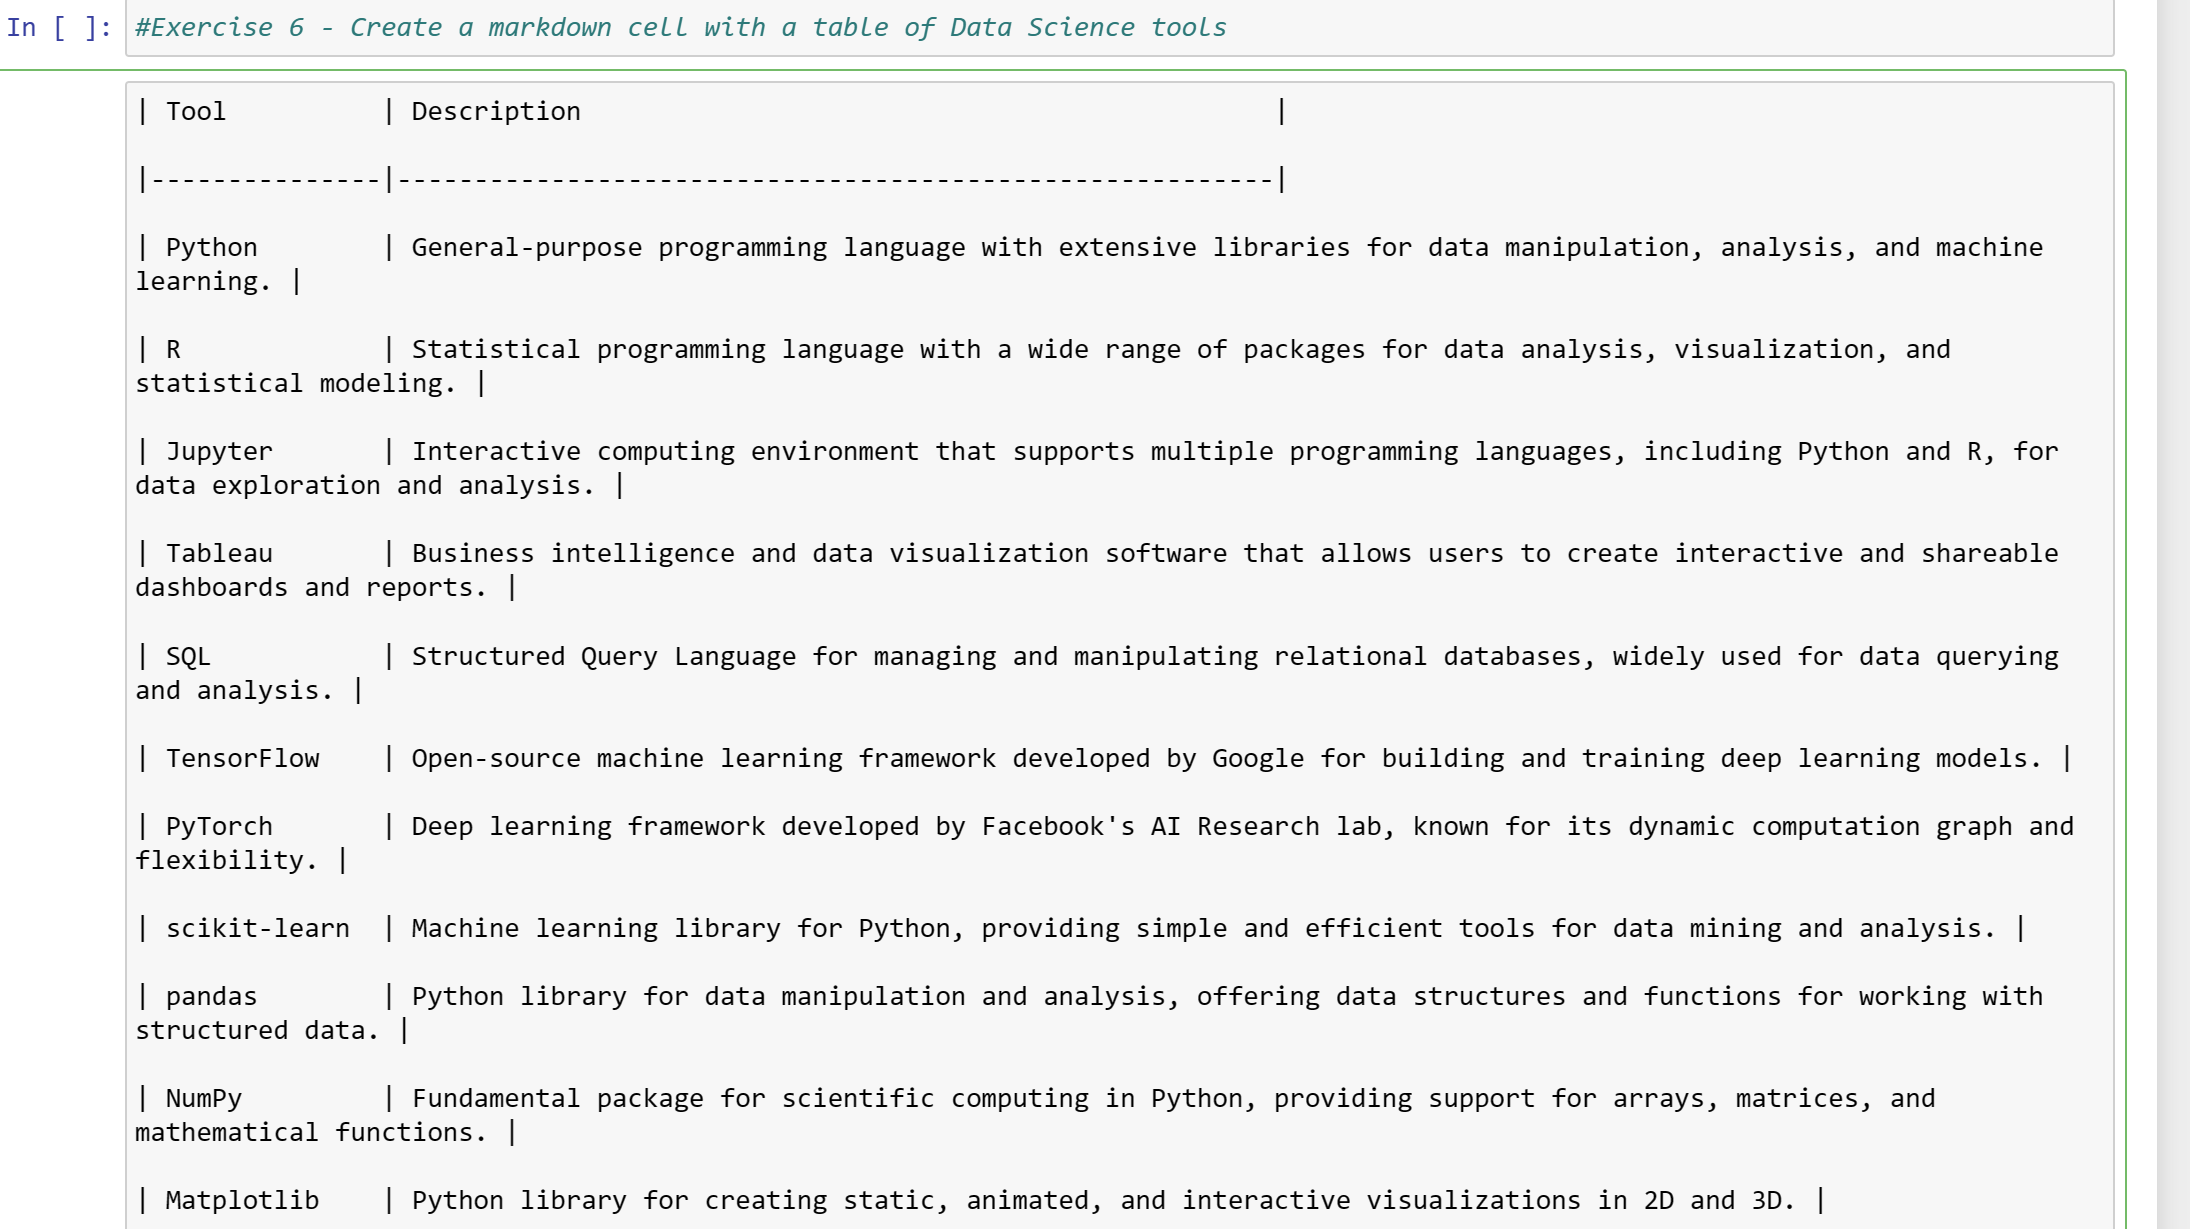 In [ ]: #Exercise 6 - Create a markdown cell with a table of Data Science tools
| Tool          | Description                                             |
|---------------|---------------------------------------------------------|
| Python        | General-purpose programming language with extensive libraries for data manipulation, analysis, and machine
learning. |
| R             | Statistical programming language with a wide range of packages for data analysis, visualization, and
statistical modeling. |
| Jupyter       | Interactive computing environment that supports multiple programming languages, including Python and R, for
data exploration and analysis. |
| Tableau       | Business intelligence and data visualization software that allows users to create interactive and shareable
dashboards and reports. |
| SQL           | Structured Query Language for managing and manipulating relational databases, widely used for data querying
and analysis. |
| TensorFlow    | Open-source machine learning framework developed by Google for building and training deep learning models. |
| PyTorch       | Deep learning framework developed by Facebook's AI Research lab, known for its dynamic computation graph and
flexibility. |
| scikit-learn  | Machine learning library for Python, providing simple and efficient tools for data mining and analysis. |
| pandas        | Python library for data manipulation and analysis, offering data structures and functions for working with
structured data. |
| NumPy         | Fundamental package for scientific computing in Python, providing support for arrays, matrices, and
mathematical functions. |
| Matplotlib    | Python library for creating static, animated, and interactive visualizations in 2D and 3D. |